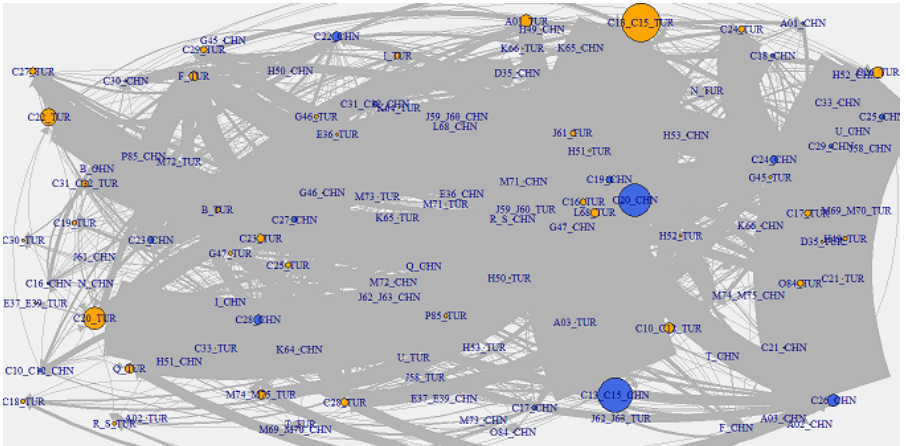 A01_TUR
H49_CHN
C13_C15_TUR
C24_TUR
A01_CHN
G45_CHN
C29_TUR
C22_CHN
K66_TUR
K65_CHN
I_TUR
C18_CHN
C27_TUR
F_TUR
H50_CHN
D35_CHN
H52_CHN
C30_CHN
N_TUR
C31_C32_CHN
K64_TUR
C33_CHN
C22_TUR
G46_TUR
J59_J68_CHN
L68_CHN
C25_CHN
E36_TUR
J61_TUR
H53_CHN
U_CHN
C29_CHN
J58_CHN
P85_CHN
M72_TUR
H51_TUR
C24_CHN
B_CHN
C31_C32_TUR
M71_CHN
C19_CHN
G45_TUR
G46_CHN
M73_TUR
E36_CHN
M71_TUR
C16_TUR
C20_CHN
B_TUR
K65_TUR
J59_J60_TUR
R_S_CHN
L68_TUR
C17_TUR
M69_M70_TUR
C19_TUR
C27_CHN
G47_CHN
K66_CHN
C30_TUR
C23_CHN
C23_TUR
H52_TUR
D35_TUR
H49_TUR
J61_CHN
G47_TUR
C25_TUR
Q_CHN
H50_TUR
C21_TUR
C16_CHN
N_CHN
M72_CHN
O84_TUR
E37_E39_TUR
I_CHN
J62_J63_CHN
M74_M75_CHN
C20_TUR
C28_CHN
P85_TUR
A03_TUR
C10_C12_TUR
C33_TUR
K64_CHN
H53_TUR
C21_CHN
H51_CHN
U_TUR
T_CHN
C10_C12_CHN
Q_TUR
J58_TUR
M74_M75_TUR
C28_TUR
E37_E39_CHN
C13_C15_CHN
C26_CHN
C18_TUR
C17_CHN
R_S_TUR
A02_TUR
M73_CHN
J62_J63_TUR
A03_CHN
A02_CHN
M69_M70_CHN
O84_CHN
F_CHN